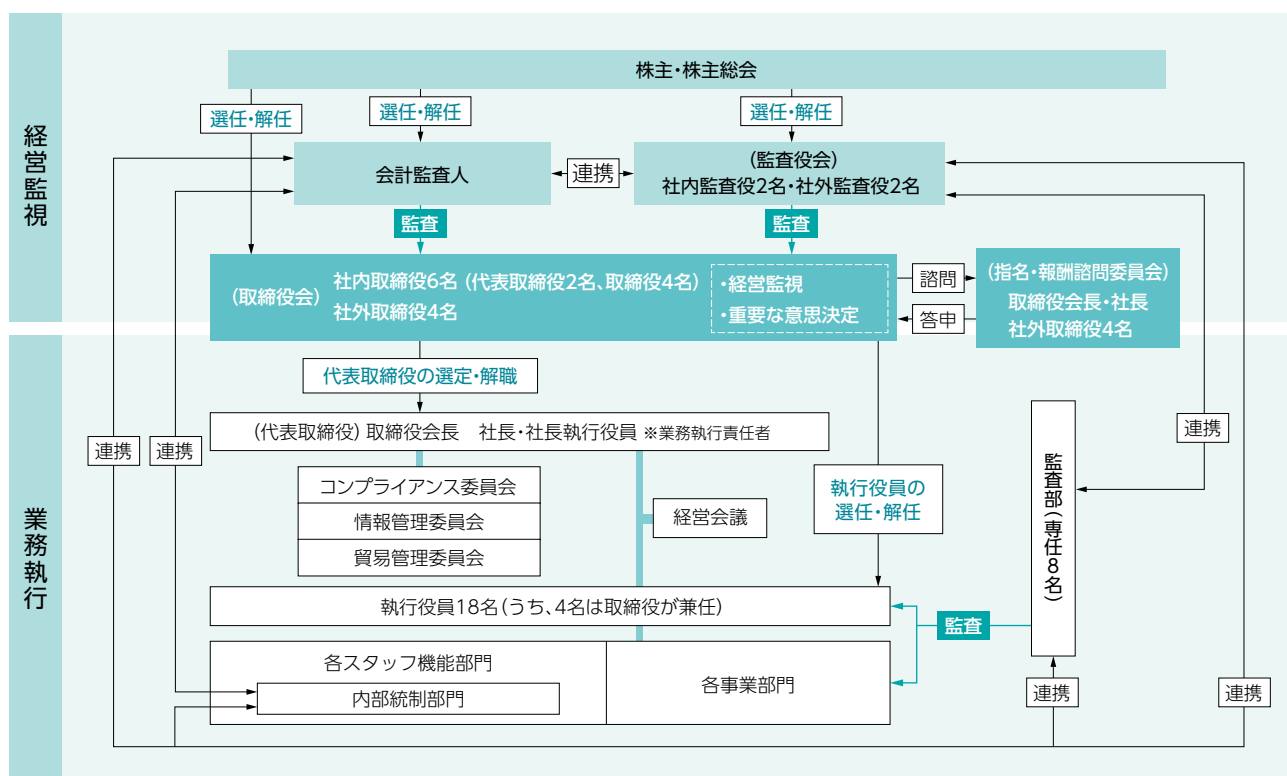 経営監視
株主・株主総会
選任・解任
選任・解任
選任・解任
会計監査人
連携
(監査役会)
社内監査役2名・社外監査役2名
監査
監査
(取締役会)
社内取締役6名(代表取締役2名、取締役4名)
社外取締役4名
・経営監視
・重要な意思決定
諮問
答申
(指名・報酬諮問委員会)
取締役会長・社長
社外取締役4名
業務執行
代表取締役の選定・解職
(代表取締役)取締役会長 社長・社長執行役員 ※業務執行責任者
連携
連携
連携
コンプライアンス委員会
情報管理委員会
貿易管理委員会
経営会議
執行役員の
選任・解任
監査部(専任8名)
執行役員18名(うち、4名は取締役が兼任)
監査
各スタッフ機能部門
内部統制部門
各事業部門
連携
連携